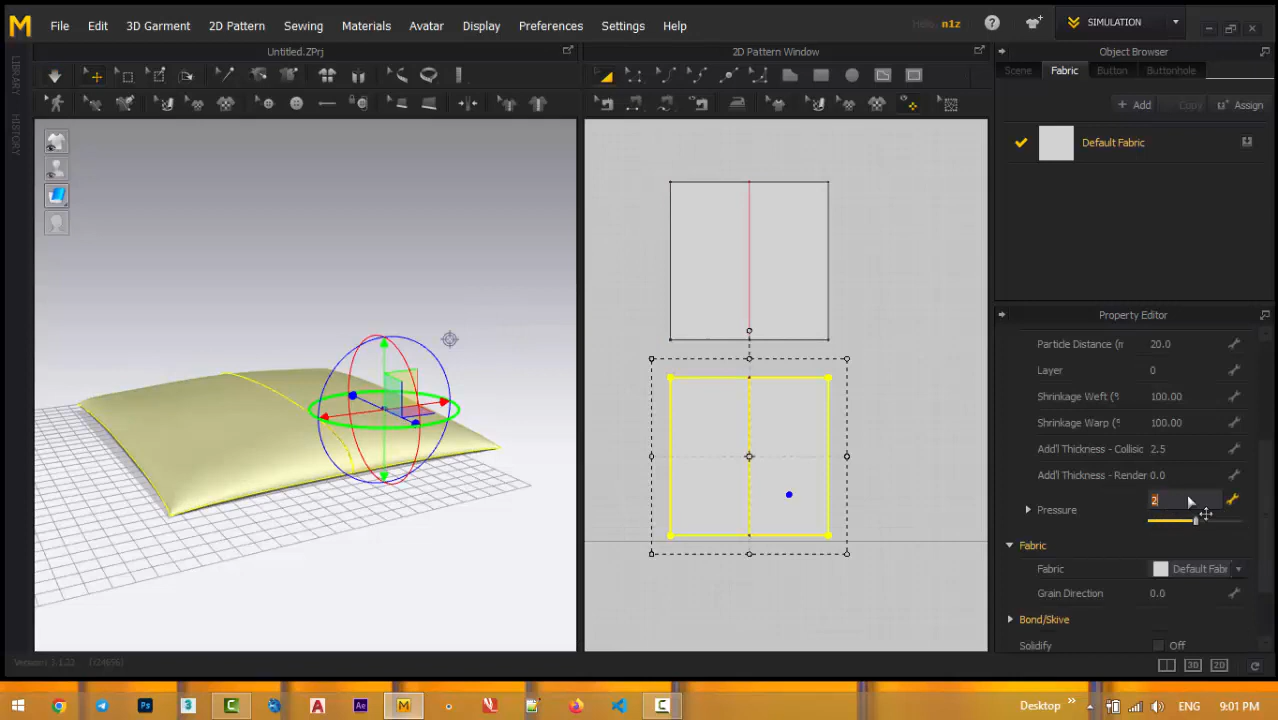 M File Edit 3D Garment 2D Pattern Sewing Materials Avatar Display Preferences Settings Help Hello, n1z ? SIMULATION
Untitled.ZPrj 2D Pattern Window Object Browser
LIBRARY
HISTORY
Scene Fabric Button Buttonhole
+ Add Copy Assign
Default Fabric
Property Editor
Particle Distance (m 20.0
Layer 0
Shrinkage Weft (% 100.00
Shrinkage Warp (% 100.00
Add'l Thickness - Collisic 2.5
Add'l Thickness - Render 0.0
2
Pressure
Fabric
Fabric Default Fabr
Grain Direction 0.0
Bond/Skive
Solidify Off
3D 2D
Desktop » ENG 9:01 PM